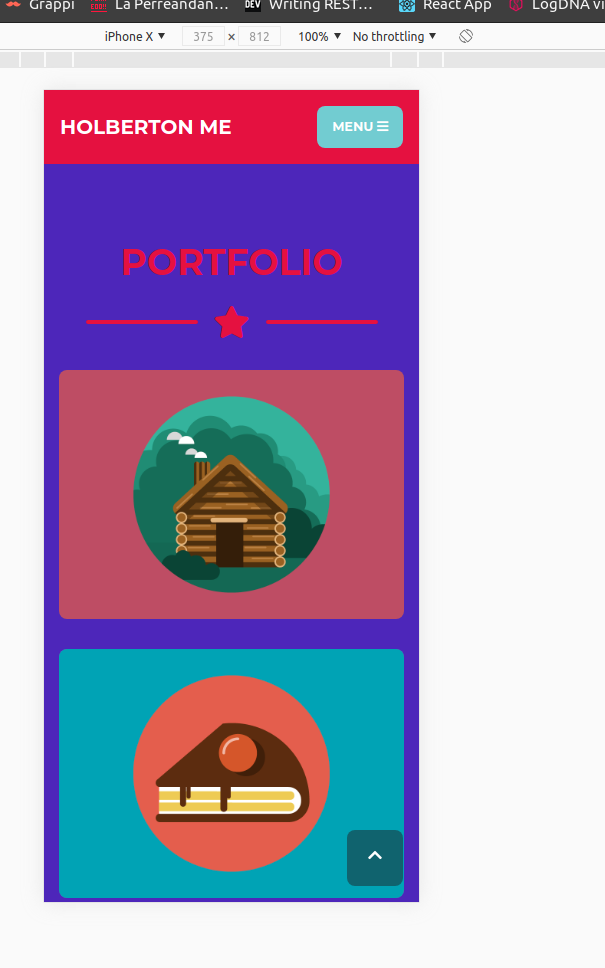 Grappi
La Perreandan…
DEV
Writing REST…
React App
LogDNA vi
iPhone X
375 × 812
100%
No throttling
HOLBERTON ME
MENU
PORTFOLIO